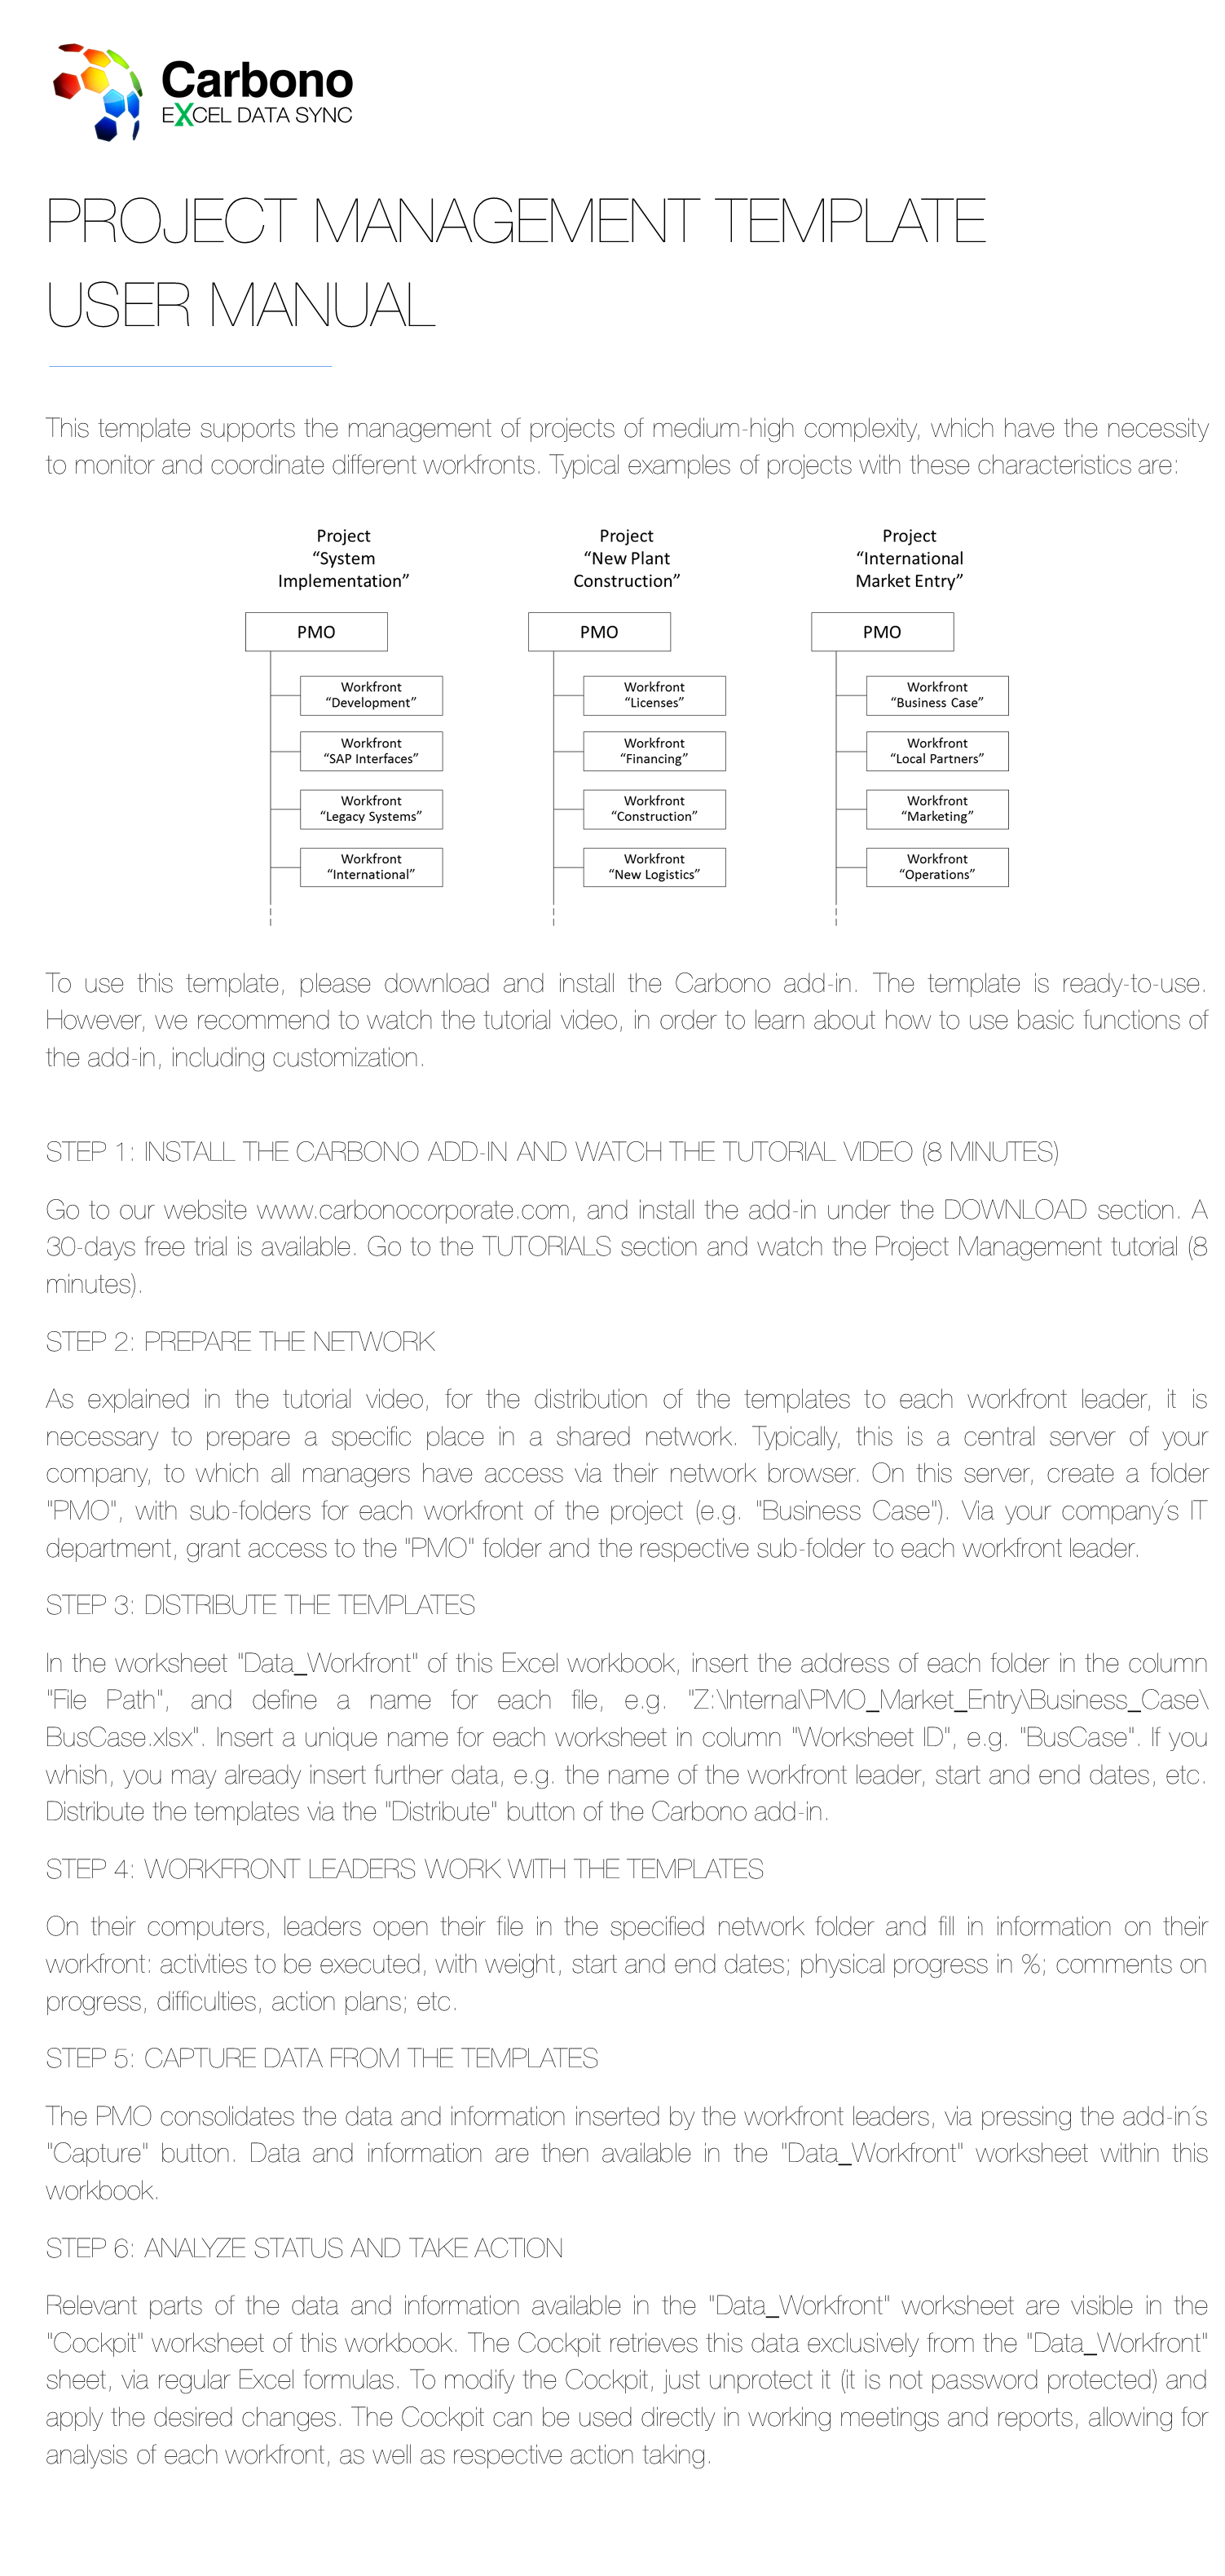 Carbono
EXCEL DATA SYNC
PROJECT MANAGEMENT TEMPLATE
USER MANUAL
This template supports the management of projects of medium-high complexity, which have the necessity
to monitor and coordinate different workfronts. Typical examples of projects with these characteristics are:
Project
“System
Implementation”
PMO
Workfront
“Development”
Workfront
“SAP Interfaces”
Workfront
“Legacy Systems”
Workfront
“International”
Project
“New Plant
Construction”
PMO
Workfront
“Licenses”
Workfront
“Financing”
Workfront
“Construction”
Workfront
“New Logistics”
Project
“International
Market Entry”
PMO
Workfront
“Business Case”
Workfront
“Local Partners”
Workfront
“Marketing”
Workfront
“Operations”
To use this template, please download and install the Carbono add-in. The template is ready-to-use.
However, we recommend to watch the tutorial video, in order to learn about how to use basic functions of
the add-in, including customization.
STEP 1: INSTALL THE CARBONO ADD-IN AND WATCH THE TUTORIAL VIDEO (8 MINUTES)
Go to our website www.carbonocorporate.com, and install the add-in under the DOWNLOAD section. A
30-days free trial is available. Go to the TUTORIALS section and watch the Project Management tutorial (8
minutes).
STEP 2: PREPARE THE NETWORK
As explained in the tutorial video, for the distribution of the templates to each workfront leader, it is
necessary to prepare a specific place in a shared network. Typically, this is a central server of your
company, to which all managers have access via their network browser. On this server, create a folder
"PMO", with sub-folders for each workfront of the project (e.g. "Business Case"). Via your company´s IT
department, grant access to the "PMO" folder and the respective sub-folder to each workfront leader.
STEP 3: DISTRIBUTE THE TEMPLATES
In the worksheet "Data_Workfront" of this Excel workbook, insert the address of each folder in the column
"File Path", and define a name for each file, e.g. "Z:\Internal\PMO_Market_Entry\Business_Case\
BusCase.xlsx". Insert a unique name for each worksheet in column "Worksheet ID", e.g. "BusCase". If you
whish, you may already insert further data, e.g. the name of the workfront leader, start and end dates, etc.
Distribute the templates via the "Distribute" button of the Carbono add-in.
STEP 4: WORKFRONT LEADERS WORK WITH THE TEMPLATES
On their computers, leaders open their file in the specified network folder and fill in information on their
workfront: activities to be executed, with weight, start and end dates; physical progress in %; comments on
progress, difficulties, action plans; etc.
STEP 5: CAPTURE DATA FROM THE TEMPLATES
The PMO consolidates the data and information inserted by the workfront leaders, via pressing the add-in´s
"Capture" button. Data and information are then available in the "Data_Workfront" worksheet within this
workbook.
STEP 6: ANALYZE STATUS AND TAKE ACTION
Relevant parts of the data and information available in the "Data_Workfront" worksheet are visible in the
"Cockpit" worksheet of this workbook. The Cockpit retrieves this data exclusively from the "Data_Workfront"
sheet, via regular Excel formulas. To modify the Cockpit, just unprotect it (it is not password protected) and
apply the desired changes. The Cockpit can be used directly in working meetings and reports, allowing for
analysis of each workfront, as well as respective action taking.